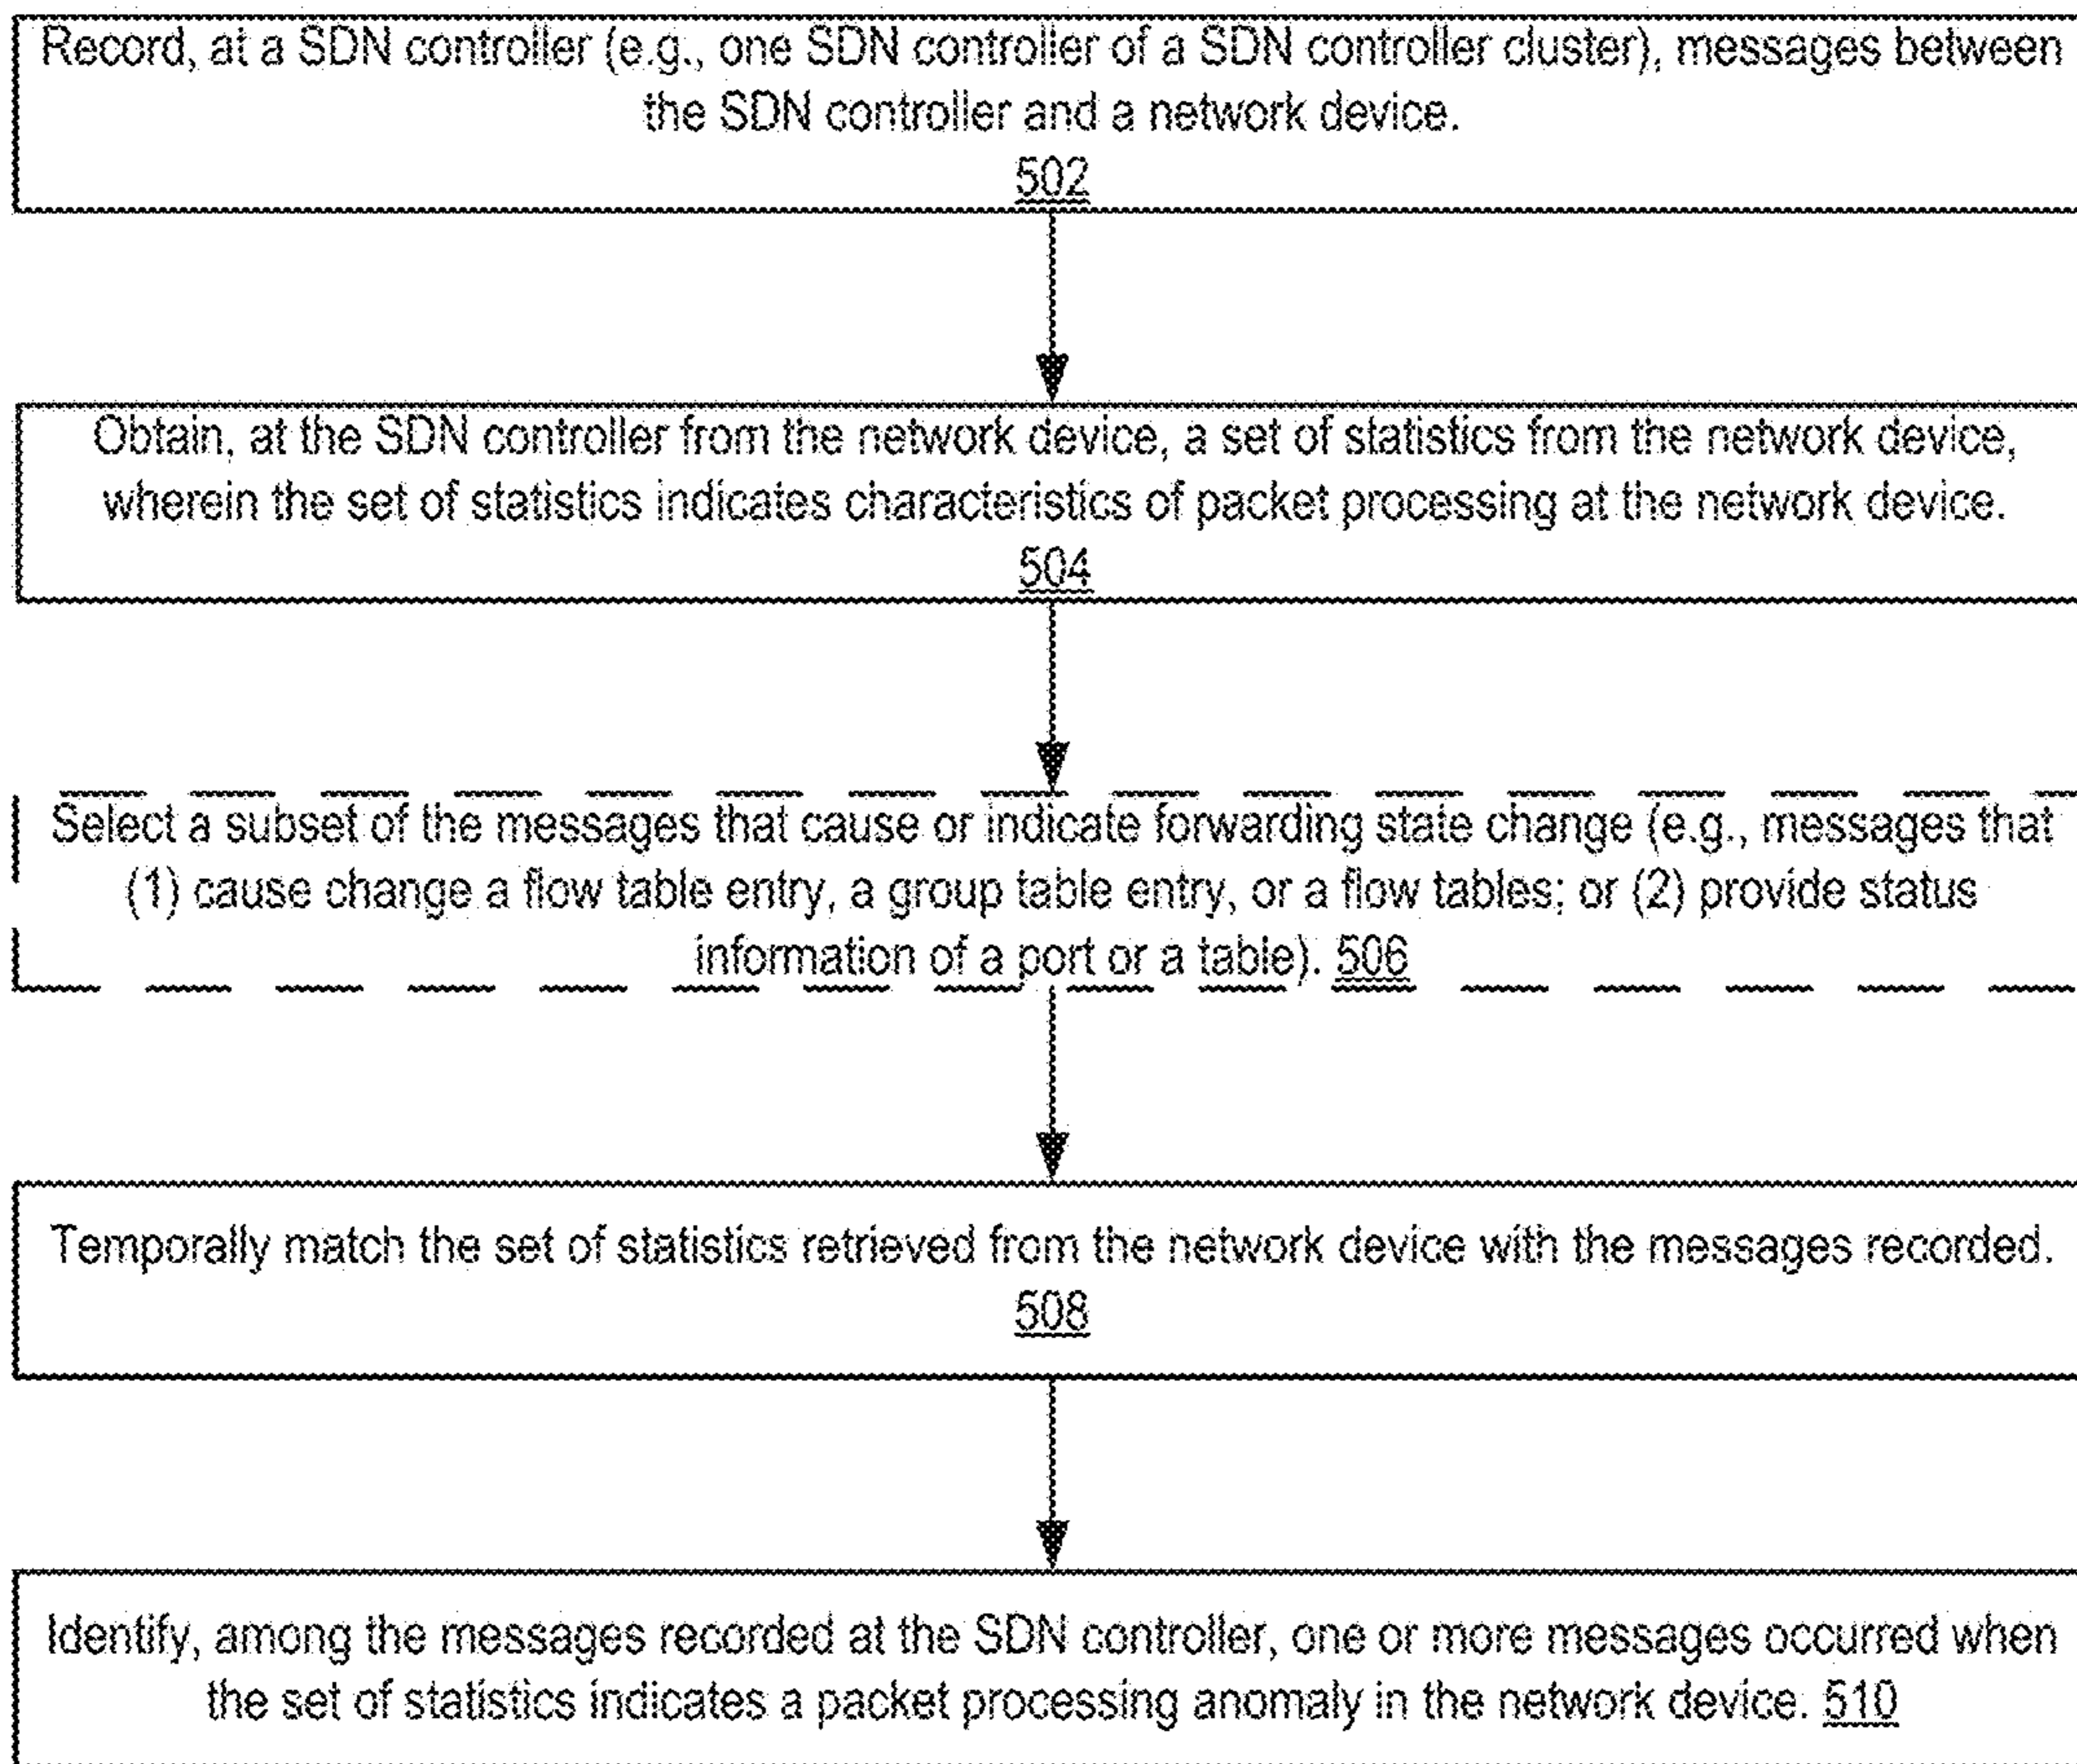 Record, at a SDN controller (e.g., one SDN controller of a SDN controller cluster), messages between
the SDN controller and a network device.
502
Obtain, at the SDN controller from the network device, a set of statistics from the network device,
wherein the set of statistics indicates characteristics of packet processing at the network device.
504
Select a subset of the messages that cause or indicate forwarding state change (e.g., messages that
(1) cause change a flow table entry, a group table entry, or a flow tables; or (2) provide status
information of a port or a table). 506
Temporally match the set of statistics retrieved from the network device with the messages recorded.
508
Identify, among the messages recorded at the SDN controller, one or more messages occurred when
the set of statistics indicates a packet processing anomaly in the network device. 510